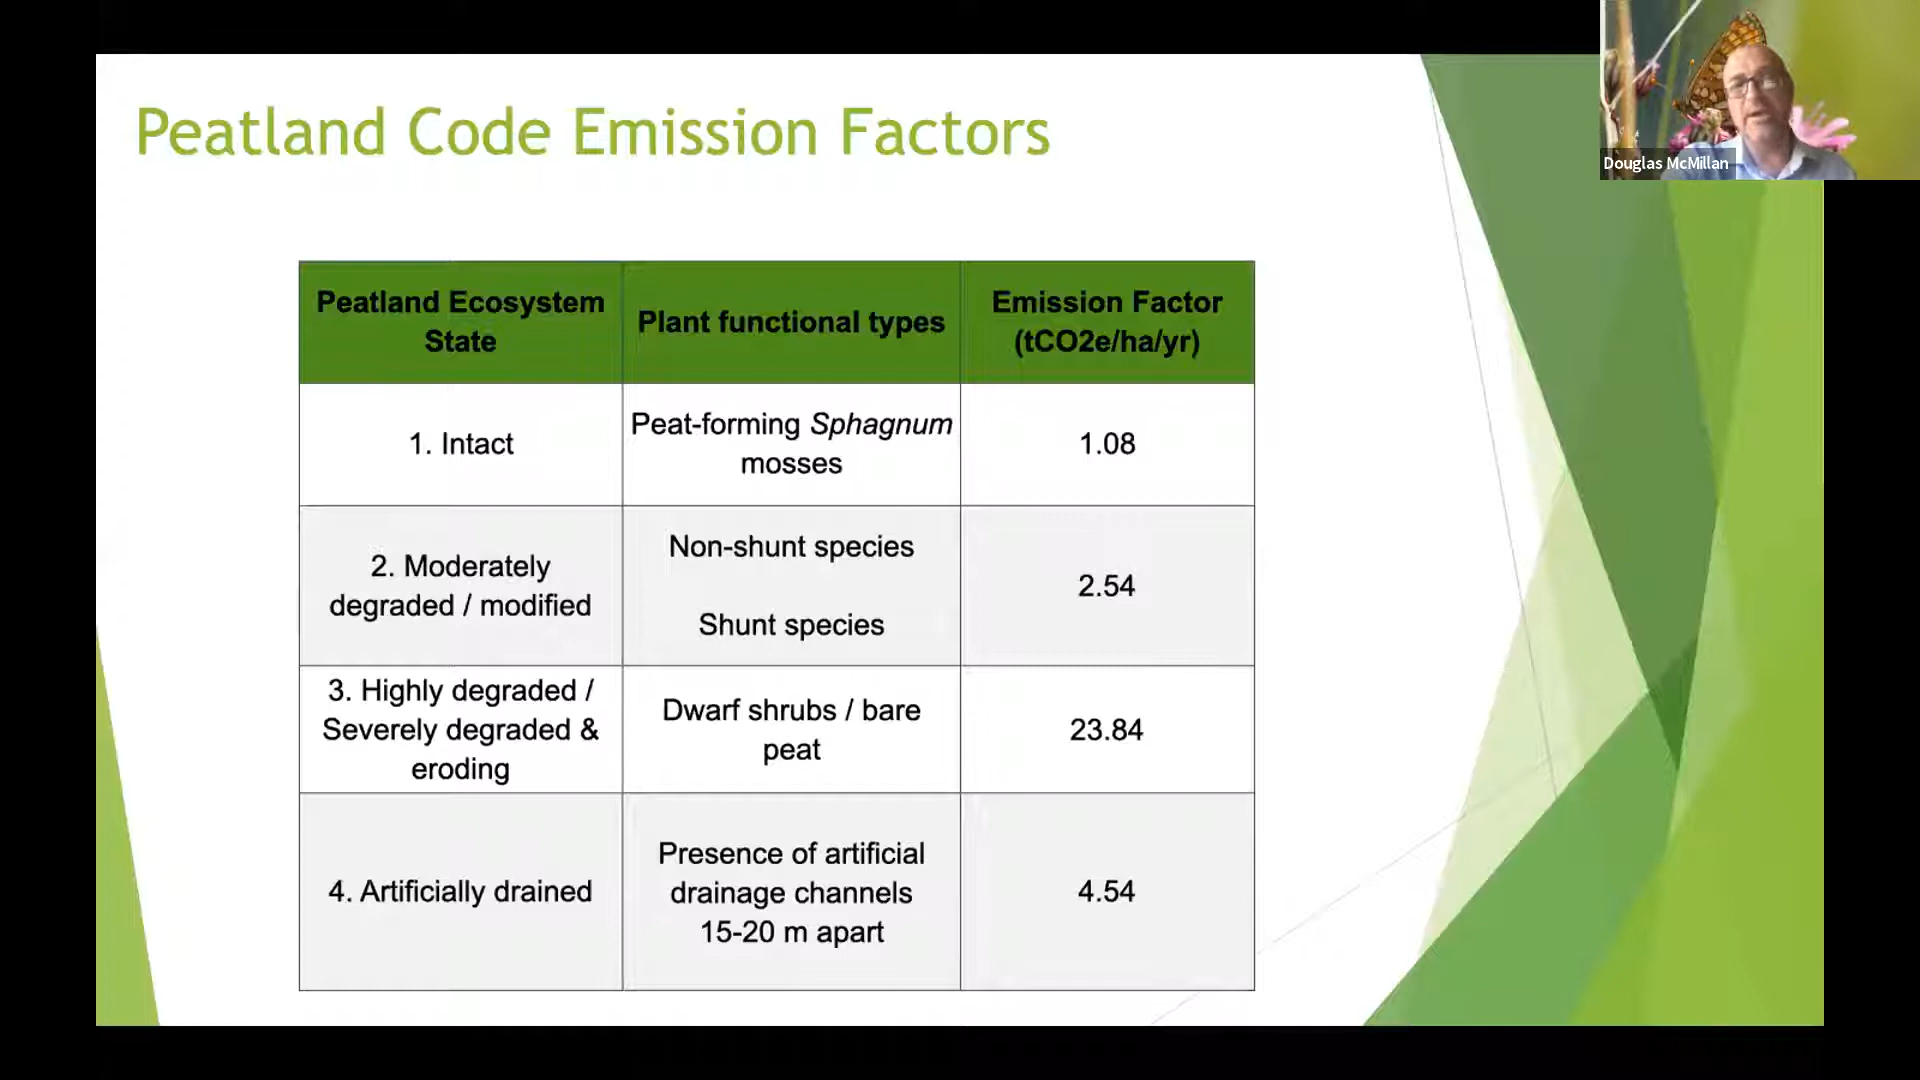 Peatland Code Emission Factors
Douglas McMillan
Peatland Ecosystem
State
Plant functional types
Emission Factor
(tCO2e/ha/yr)
1. Intact
Peat-forming Sphagnum
mosses
1.08
2. Moderately
degraded / modified
Non-shunt species
Shunt species
2.54
3. Highly degraded /
Severely degraded &
eroding
Dwarf shrubs / bare
peat
23.84
4. Artificially drained
Presence of artificial
drainage channels
15-20 m apart
4.54